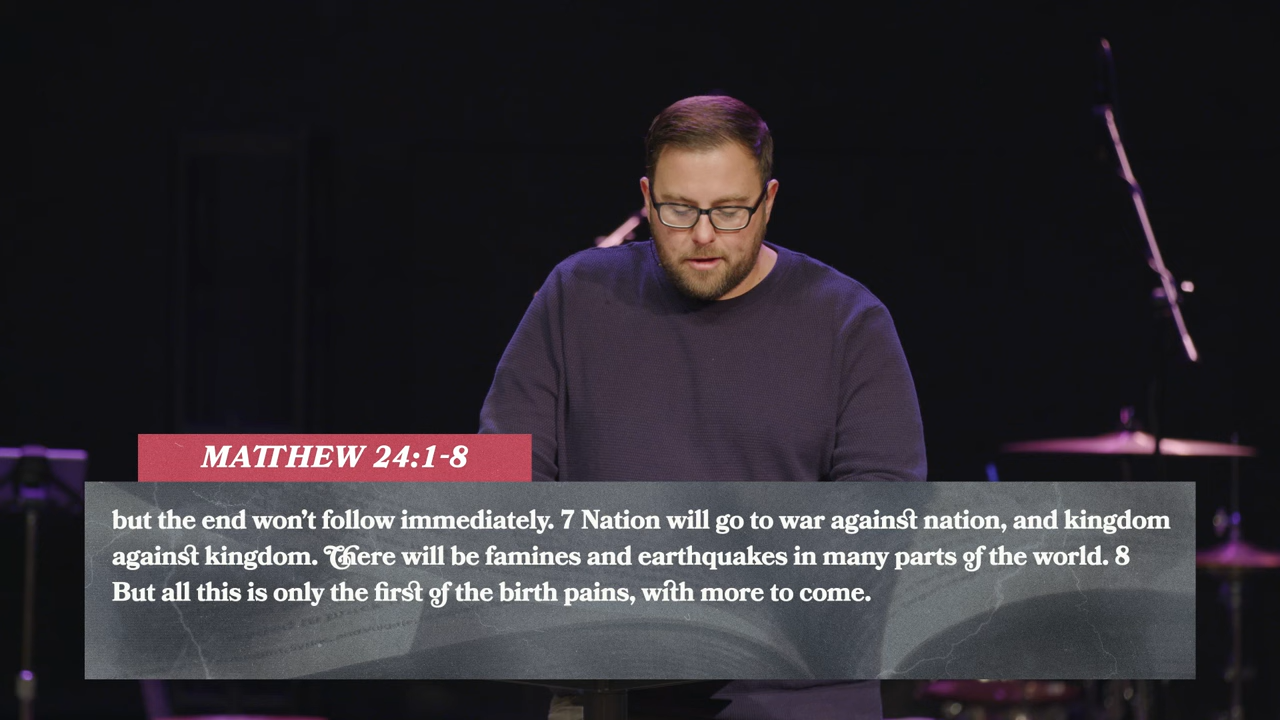 MATTHEW 24:1-8
but the end won't follow immediately. 7 Nation will go to war against nation, and kingdom
against kingdom. There will be famines and earthquakes in many parts of the world. 8
But all this is only the first of the birth pains, with more to come.